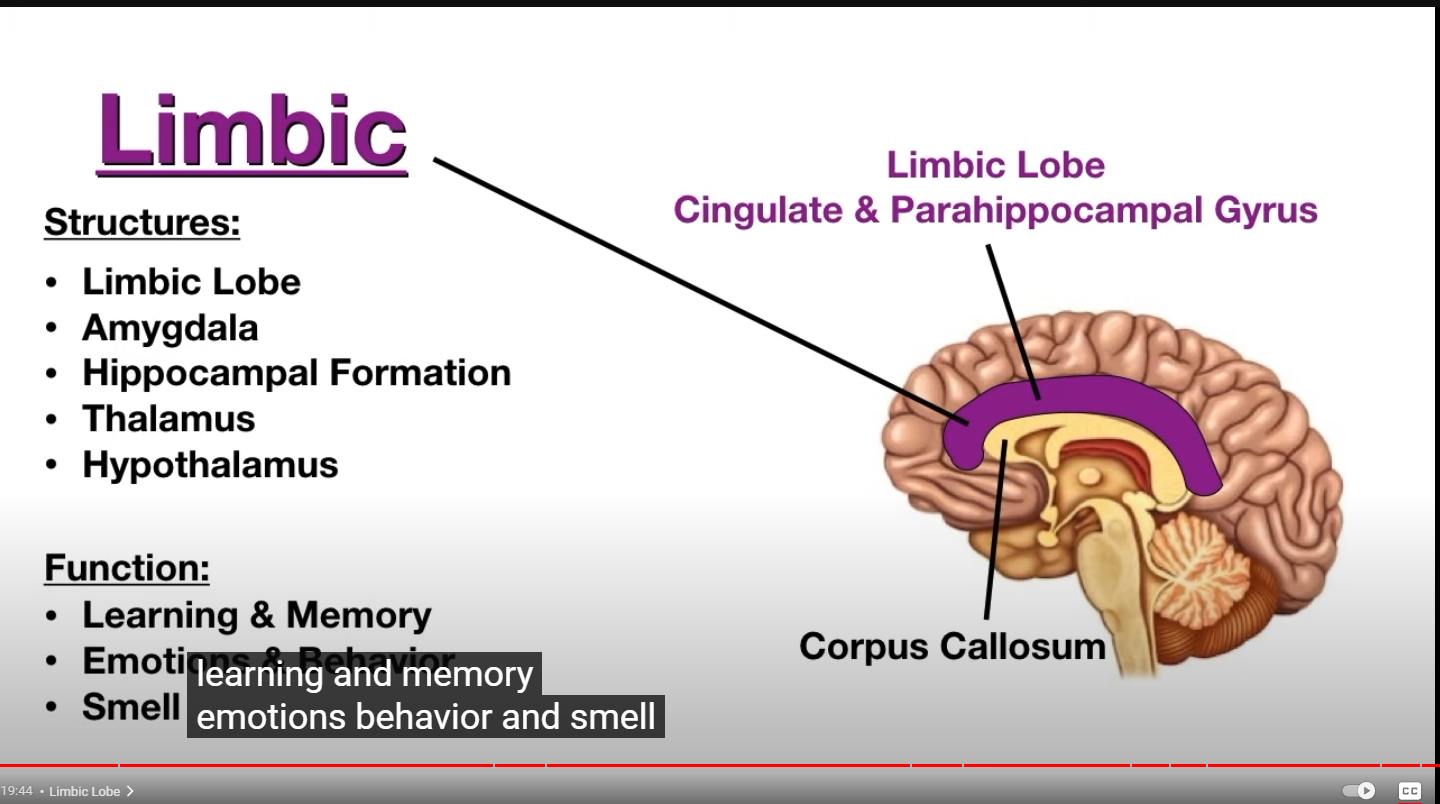 Limbic
Structures:
• Limbic Lobe
• Amygdala
• Hippocampal Formation
• Thalamus
• Hypothalamus
Function:
• Learning & Memory
• Emotions & Behavior
• Smell
learning and memory
emotions behavior and smell
Limbic Lobe
Cingulate & Parahippocampal Gyrus
Corpus Callosum
19:44 • Limbic Lobe >
CC